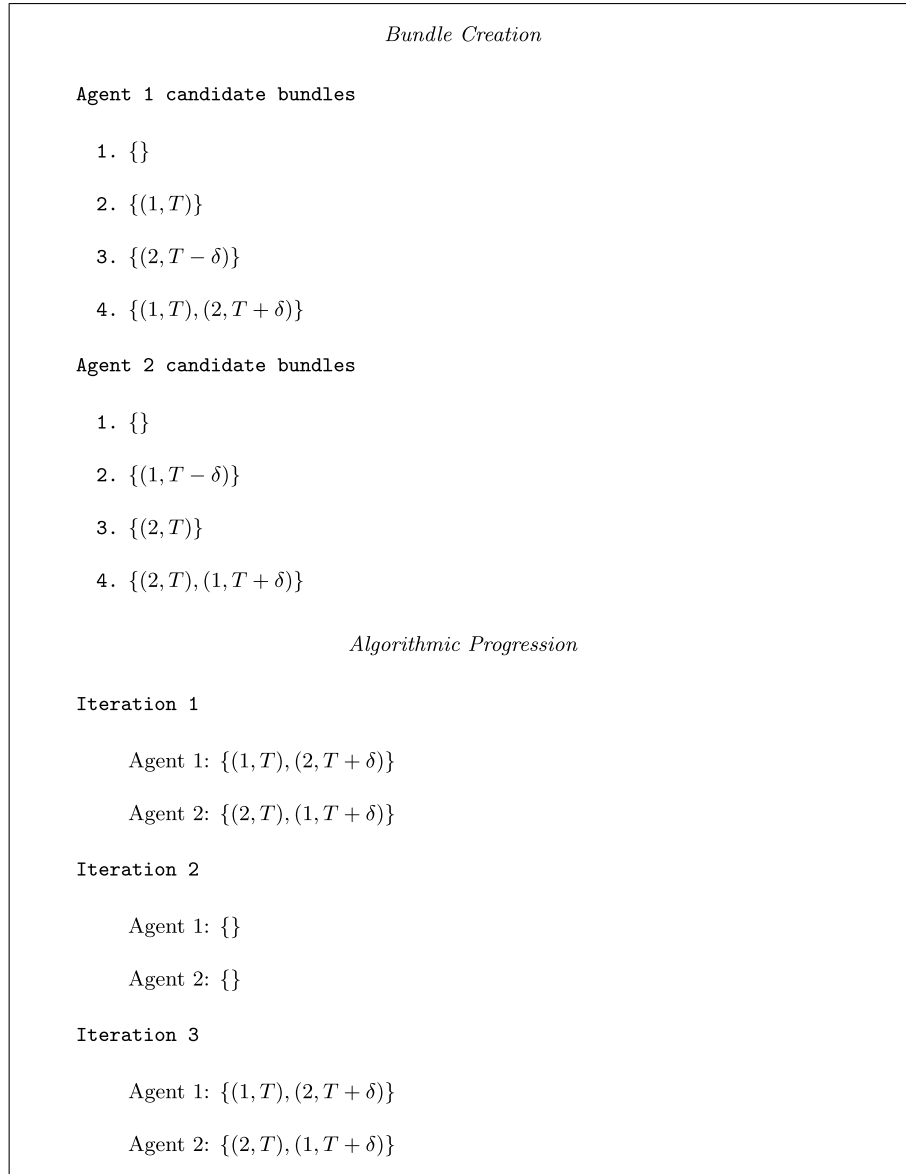 Bundle Creation
Agent 1 candidate bundles
1. {}
2. {(1, T)}
3. {(2, T − δ)}
4. {(1, T), (2, T + δ)}
Agent 2 candidate bundles
1. {}
2. {(1, T − δ)}
3. {(2, T)}
4. {(2, T), (1, T + δ)}
Algorithmic Progression
Iteration 1
Agent 1: {(1, T), (2, T + δ)}
Agent 2: {(2, T), (1, T + δ)}
Iteration 2
Agent 1: {}
Agent 2: {}
Iteration 3
Agent 1: {(1, T), (2, T + δ)}
Agent 2: {(2, T), (1, T + δ)}